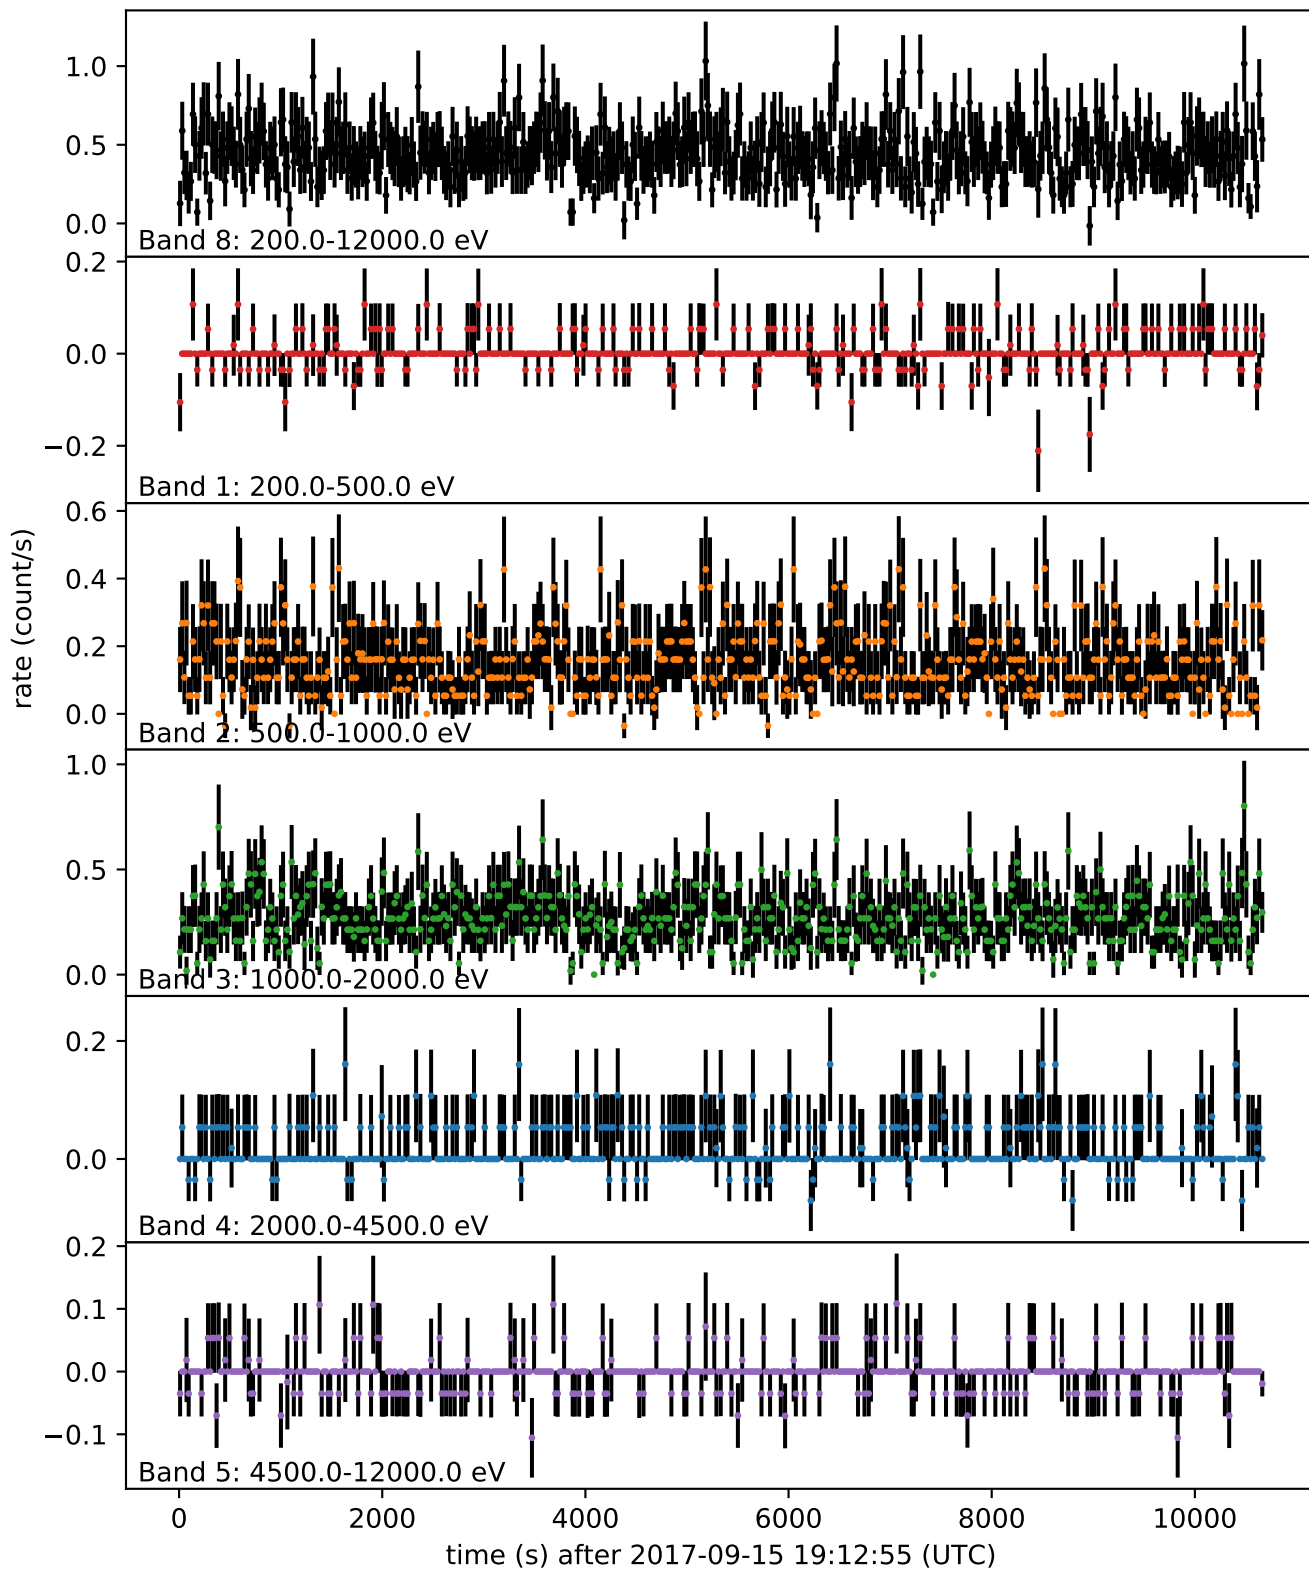 1.0
0.5
0.0
Band 8: 200.0-12000.0 eV
0.2
0.0
−0.2
Band 1: 200.0-500.0 eV
0.6
0.4
0.2
0.0
Band 2: 500.0-1000.0 eV
rate (count/s)
1.0
0.5
0.0
Band 3: 1000.0-2000.0 eV
0.2
0.0
Band 4: 2000.0-4500.0 eV
0.2
0.1
0.0
−0.1
Band 5: 4500.0-12000.0 eV
0 2000 4000 6000 8000 10000
time (s) after 2017-09-15 19:12:55 (UTC)